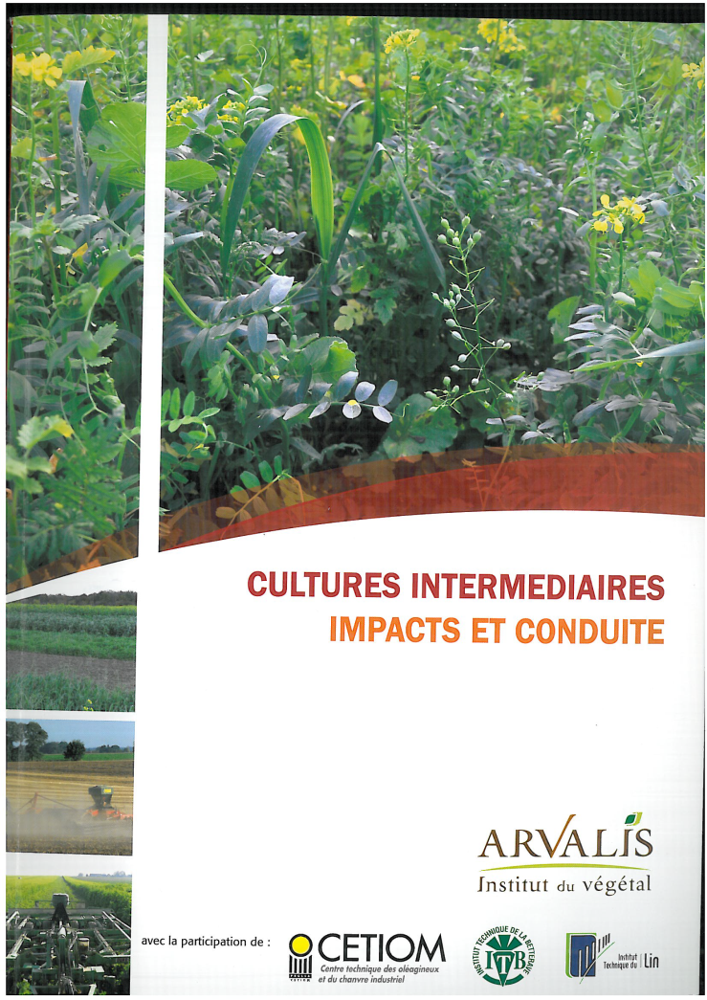 CULTURES INTERMEDIAIRES
IMPACTS ET CONDUITE
ARVALIS
Institut du végétal
avec la participation de :
CETIOM
Centre technique des oléagineux
et du chanvre industriel
INSTITUT TECHNIQUE DE LA BETTERAVE
ITB
Institut
Technique du Lin